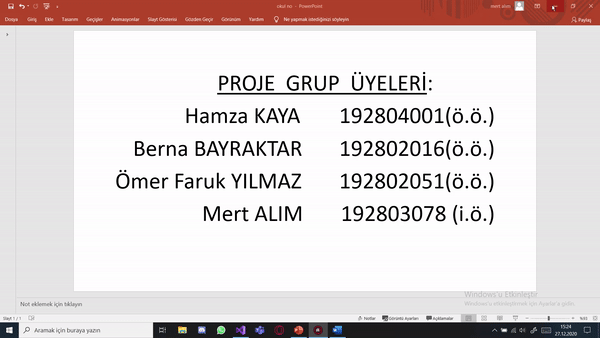 okul vis - PowerPoint
mert alım
Dosya Giriş Ekle Tasarım Geçişler Animasyonlar Slayt Gösterisi Gözden Geçir Görünüm Yardım Ne yapmak istediğinizi söyleyin Paylaş
PROJE GRUP ÜYELERİ:
Hamza KAYA 192804001(ö.ö.)
Berna BAYRAKTAR 192802016(ö.ö.)
Ömer Faruk YILMAZ 192802051(ö.ö.)
Mert ALIM 192803078 (i.ö.)
Not eklemek için tıklayın
Windows'u Etkinleştir
Windows'u etkinleştirmek için Ayarlar'a gidin.
Slayt 1 / 1 Notlar Görüntü Ayarları Açıklamalar
Aramak için buraya yazın
15:24
27.12.2020